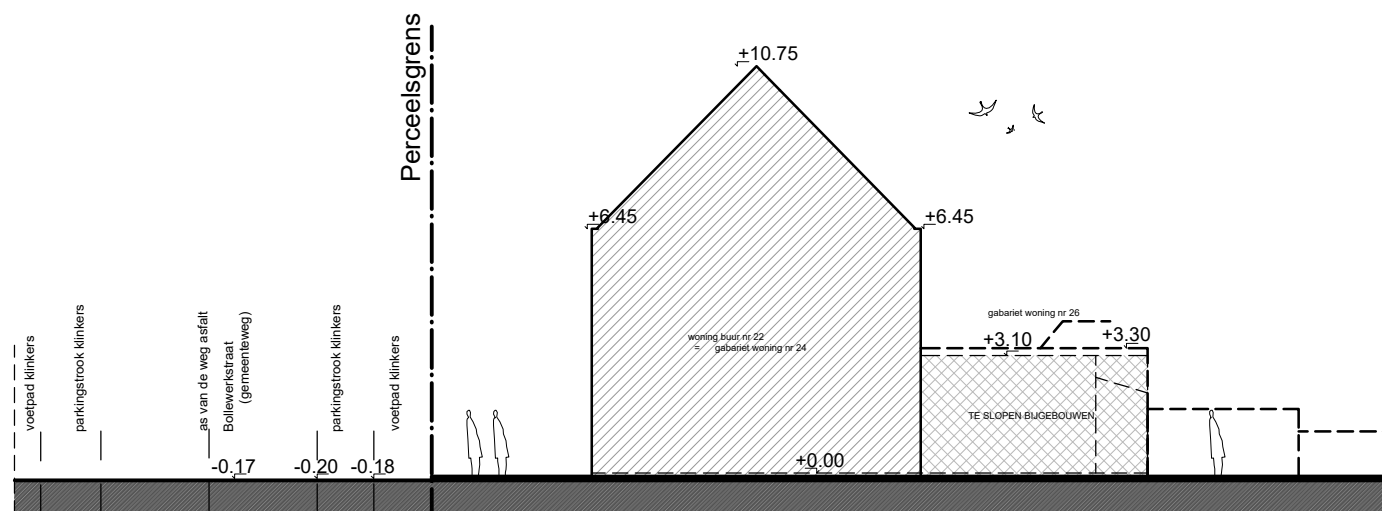 Perceelsgrens
+10.75
+6.45
+6.45
gabariet woning nr 26
+3.10
+3.30
woning buur nr 22
= gabariet woning nr 24
TE SLOPEN BIJGEBOUWEN
voetpad klinkers
parkingstrook klinkers
as van de weg asfalt
Bollewerkstraat
(gemeenteweg)
parkingstrook klinkers
voetpad klinkers
-0.17
-0.20
-0.18
+0.00